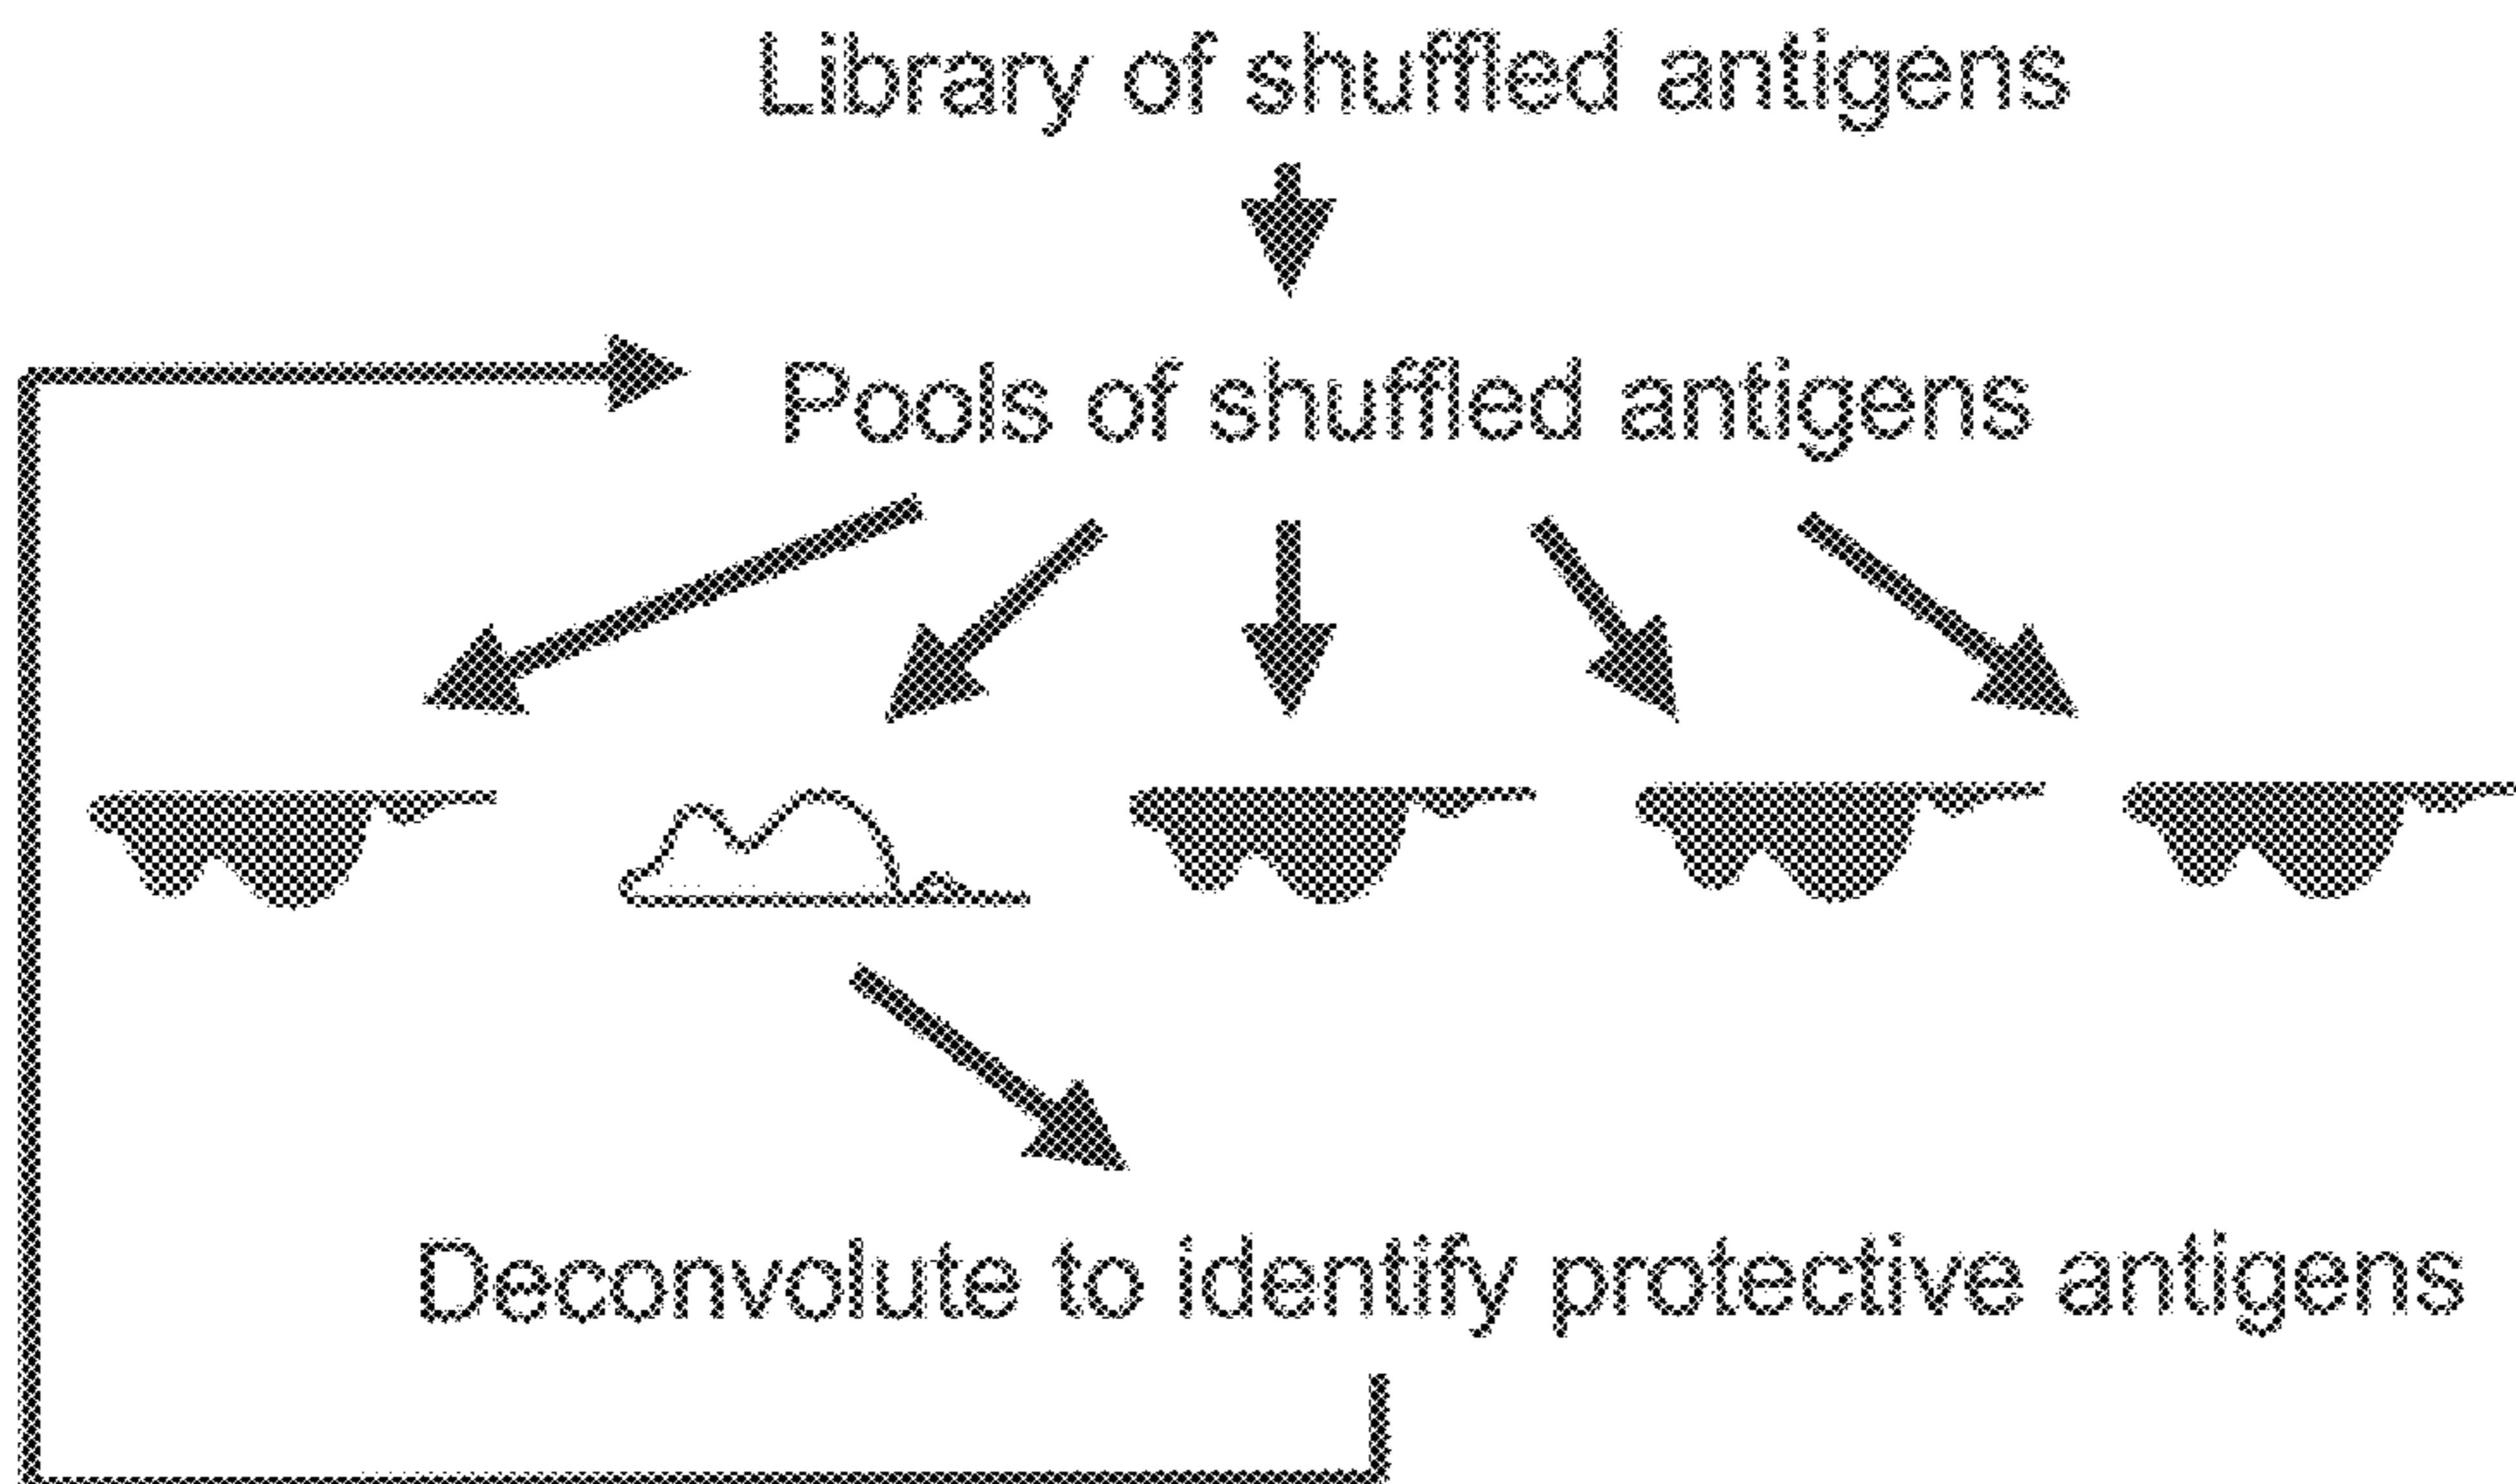 Library of shuffled antigens
Pools of shuffled antigens
Deconvolute to identify protective antigens